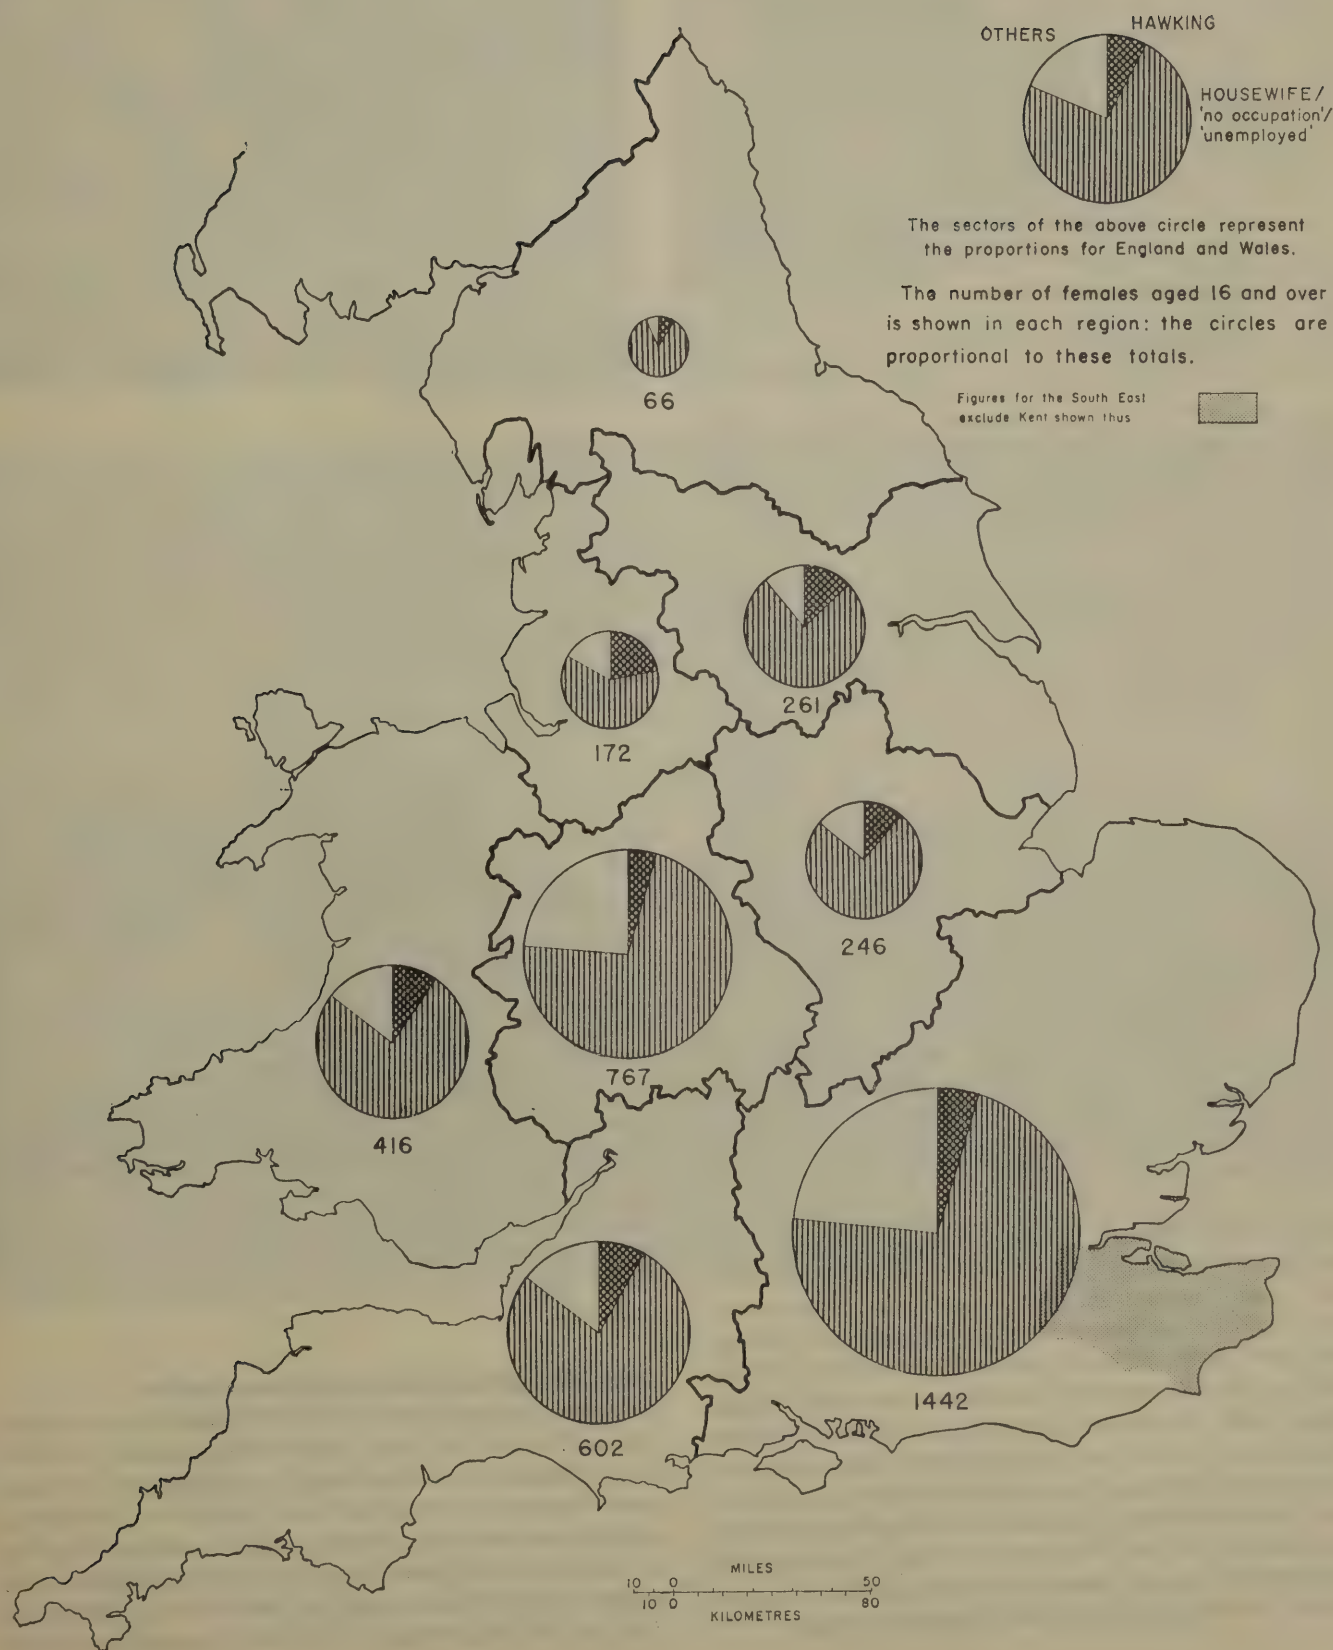 OTHERS
HAWKING
HOUSEWIFE/
'no occupation'/
'unemployed'
The sectors of the above circle represent
the proportions for England and Wales.
The number of females aged 16 and over
is shown in each region: the circles are
proportional to these totals.
Figures for the South East
exclude Kent shown thus
66
261
172
246
767
416
1442
602
MILES
10 0 50
10 0 80
KILOMETRES